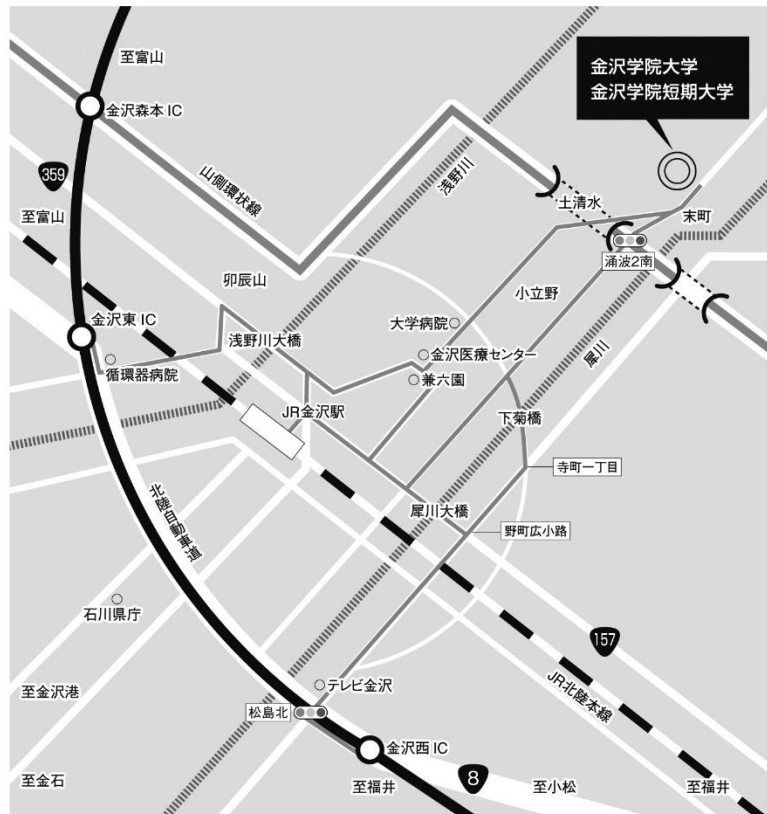 至富山
金沢学院大学
金沢学院短期大学
金沢森本IC
359
山側環状線
浅野川
土清水
末町
至富山
涌波2南
卯辰山
小立野
金沢東IC
大学病院
浅野川大橋
金沢医療センター
犀川
循環器病院
兼六園
JR金沢駅
下菊橋
寺町一丁目
北陸自動車道
犀川大橋
野町広小路
石川県庁
157
テレビ金沢
JR北陸本線
至金沢港
松島北
金沢西IC
8
至金石
至福井
至小松
至福井